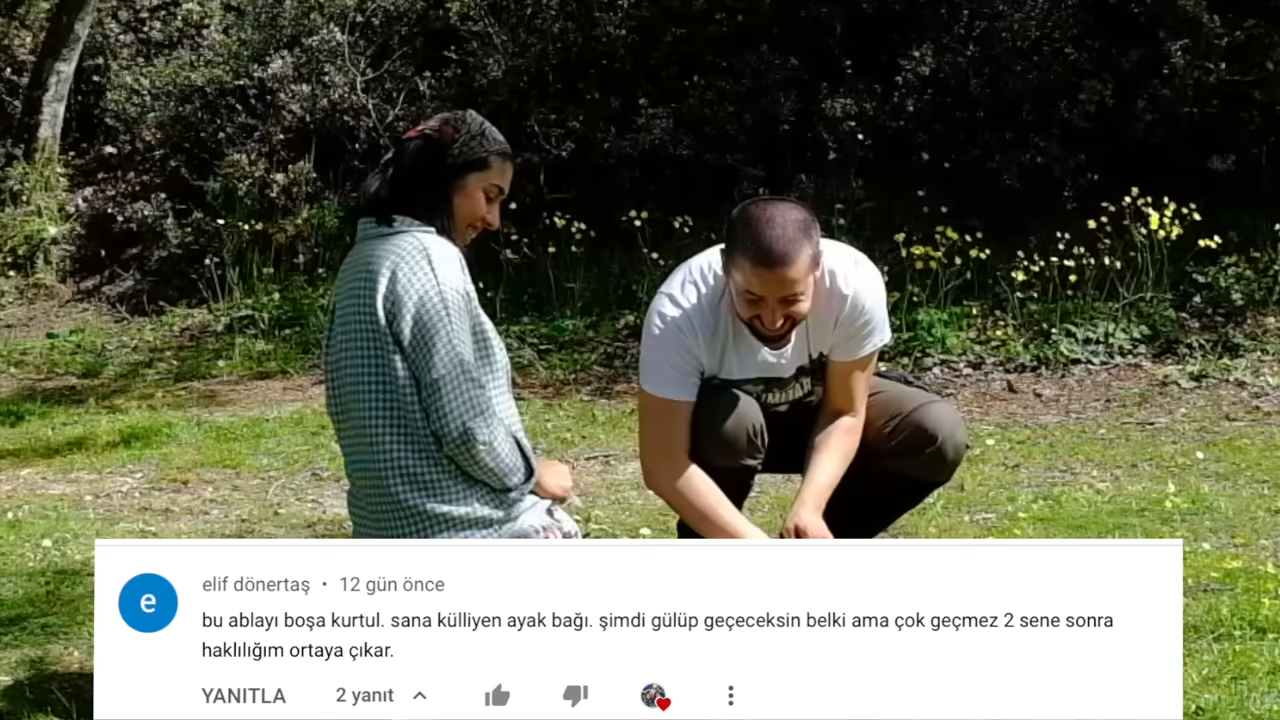 elif dönertaş • 12 gün önce
e
bu ablayı boşa kurtul. sana külliyen ayak bağı. şimdi gülüp geçeceksin belki ama çok geçmez 2 sene sonra
haklılığım ortaya çıkar.
YANITLA 2 yanıt